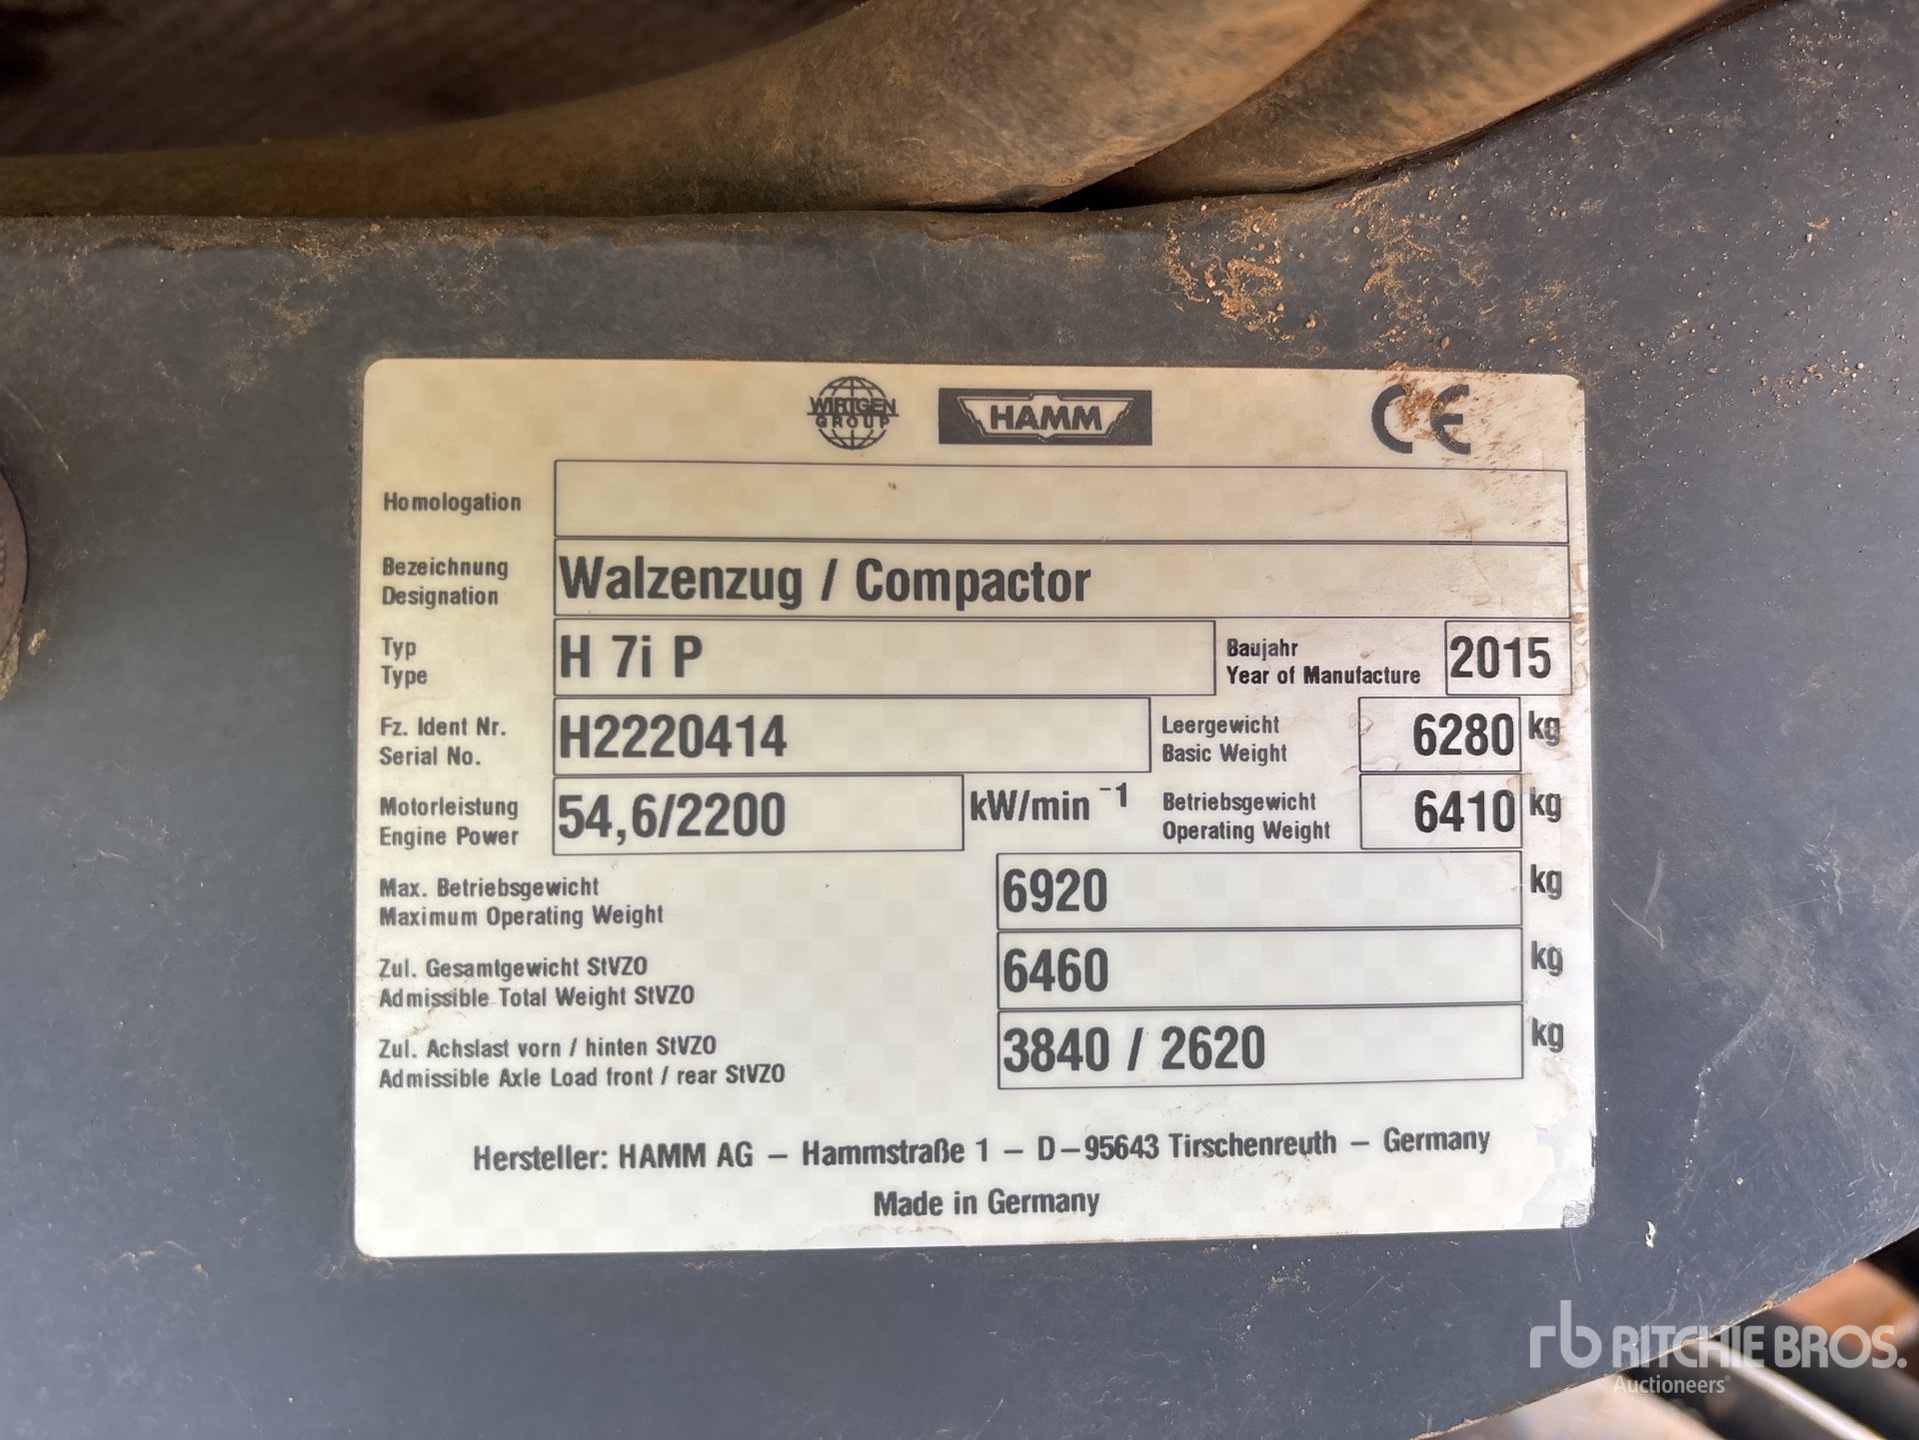 WIRTGEN
GROUP
HAMM
CE
Homologation
Bezeichnung
Designation
Walzenzug / Compactor
Typ
Type
H 7i P
Baujahr
Year of Manufacture
2015
Fz. Ident Nr.
Serial No.
H2220414
Leergewicht
Basic Weight
6280 kg
Motorleistung
Engine Power
54,6/2200 kW/min⁻¹
Betriebsgewicht
Operating Weight
6410 kg
Max. Betriebsgewicht
Maximum Operating Weight
6920 kg
Zul. Gesamtgewicht StVZO
Admissible Total Weight StVZO
6460 kg
Zul. Achslast vorn / hinten StVZO
Admissible Axle Load front / rear StVZO
3840 / 2620 kg
Hersteller: HAMM AG – Hammstraße 1 – D–95643 Tirschenreuth – Germany
Made in Germany
rb RITCHIE BROS.
Auctioneers